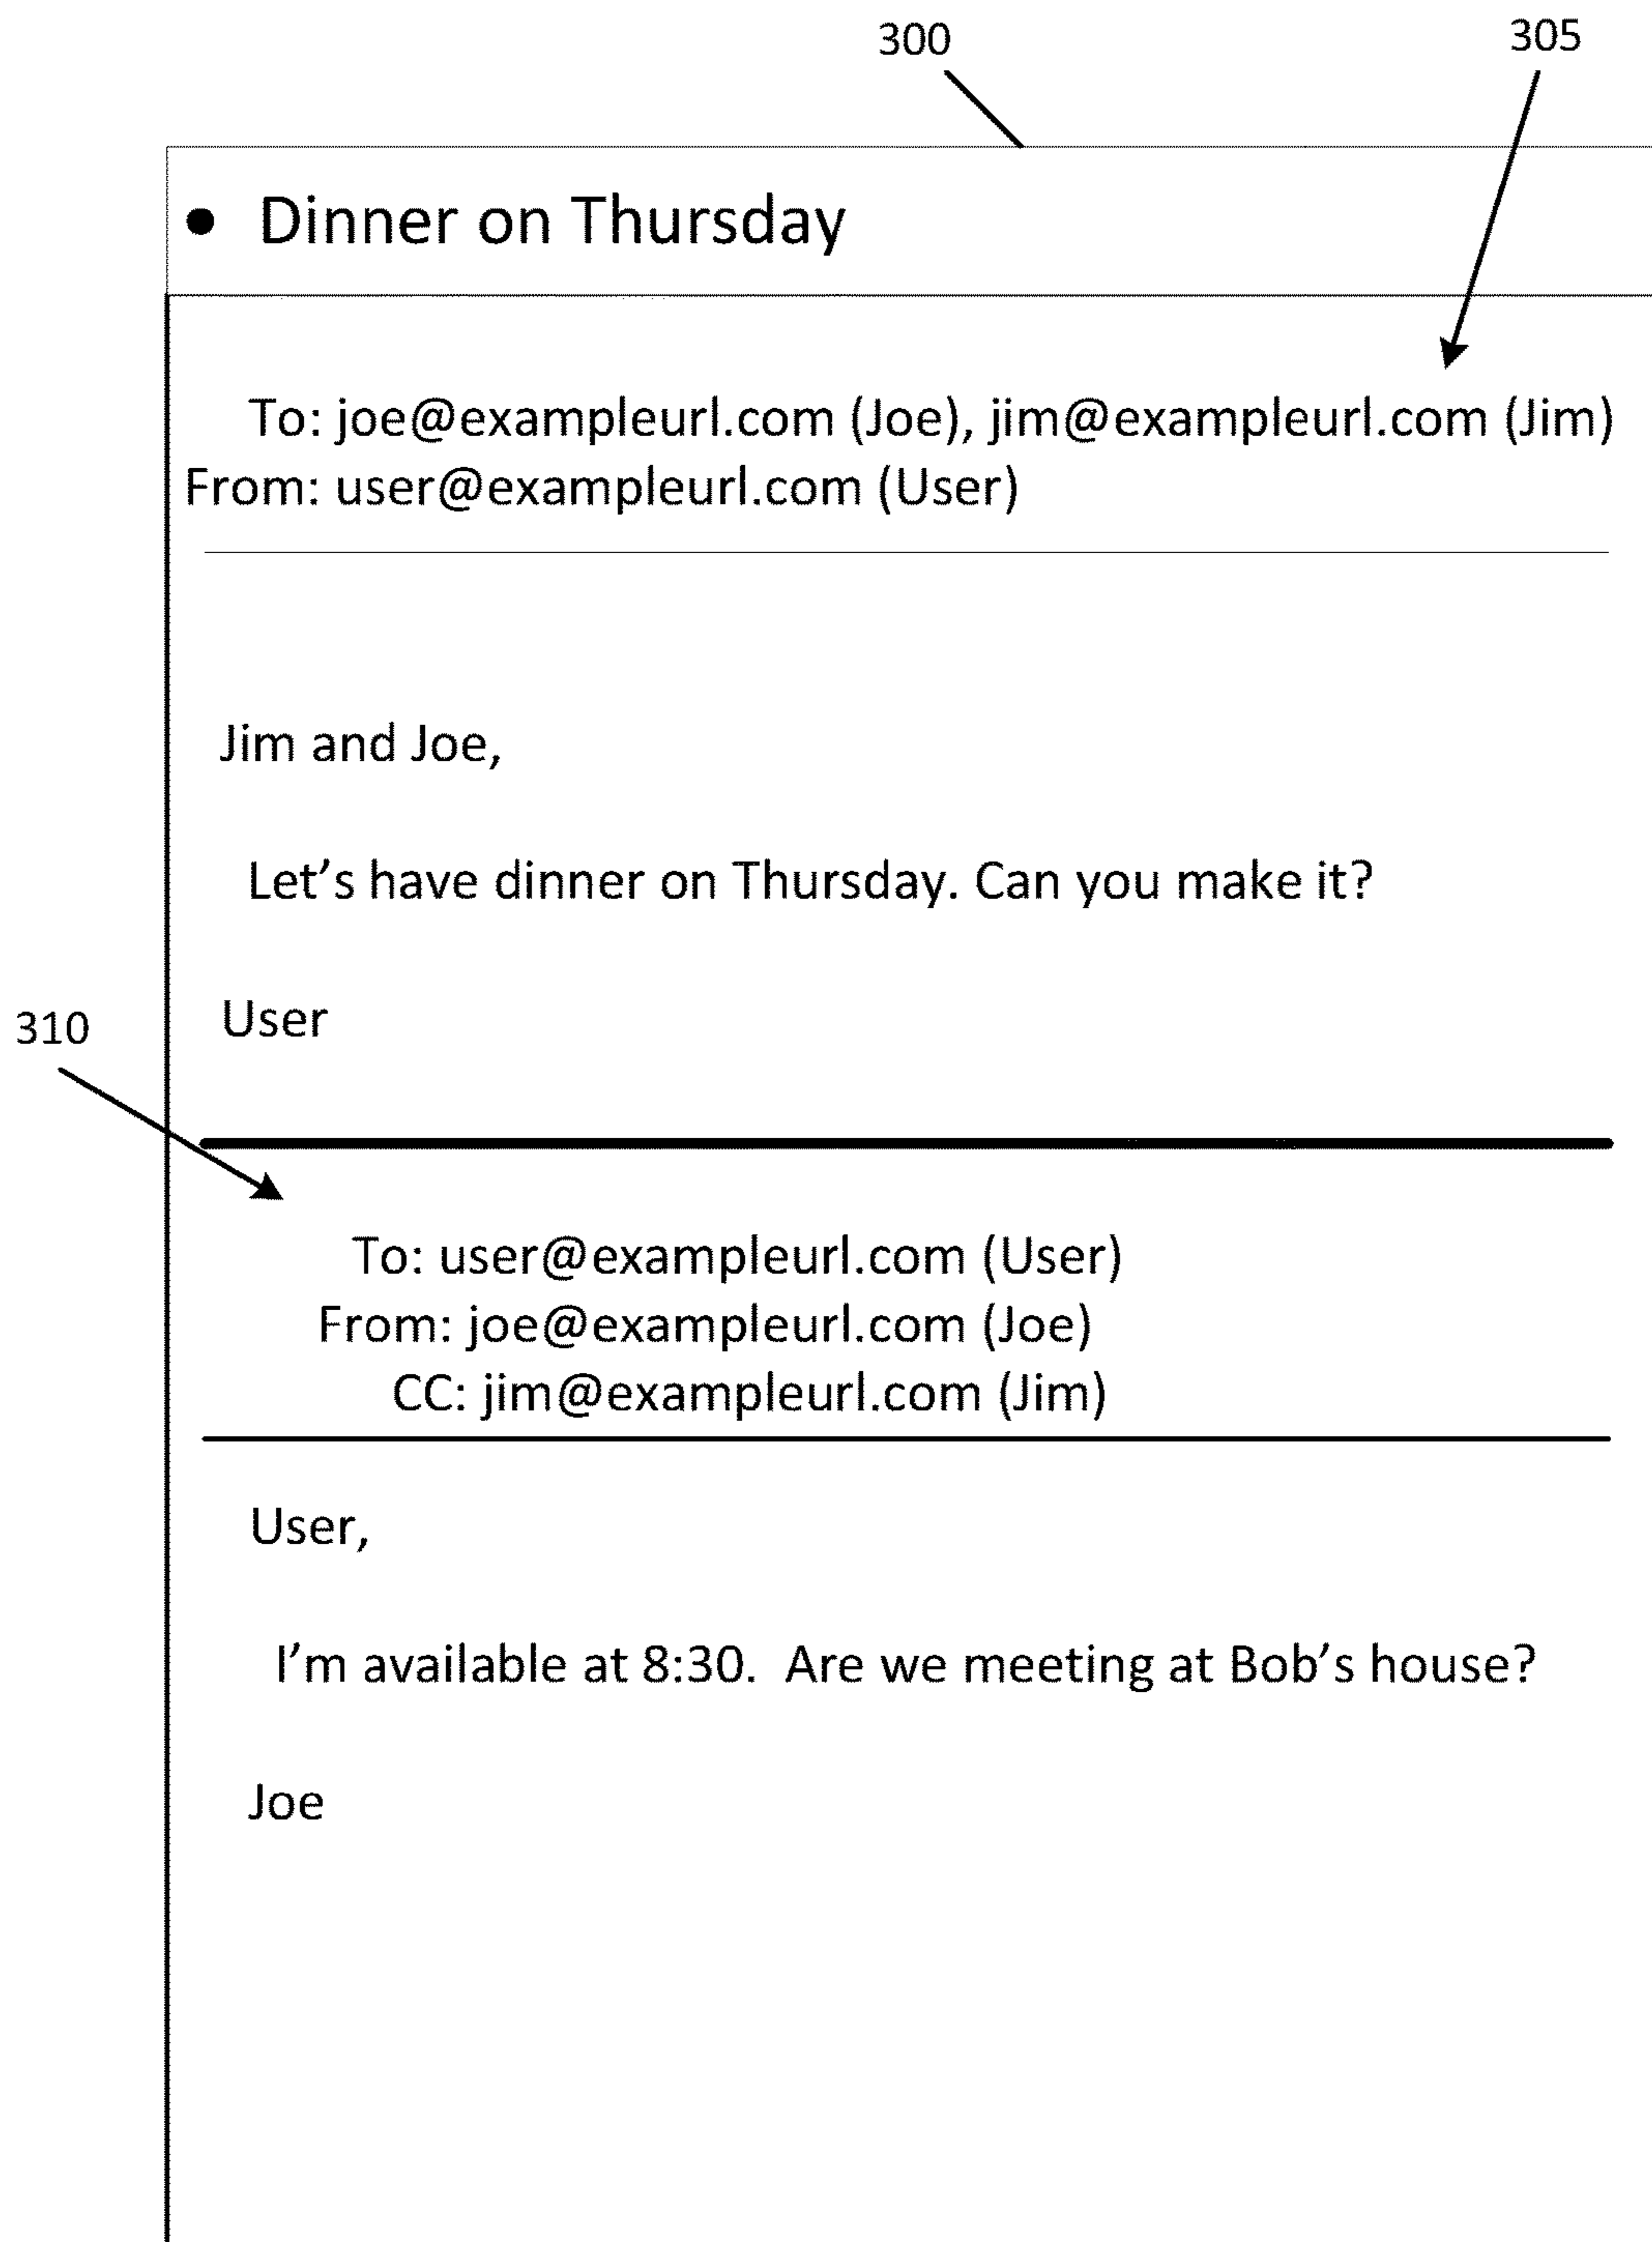 300
305
• Dinner on Thursday
To: joe@exampleurl.com (Joe), jim@exampleurl.com (Jim)
From: user@exampleurl.com (User)
Jim and Joe,
Let’s have dinner on Thursday. Can you make it?
User
310
To: user@exampleurl.com (User)
From: joe@exampleurl.com (Joe)
CC: jim@exampleurl.com (Jim)
User,
I’m available at 8:30.  Are we meeting at Bob’s house?
Joe